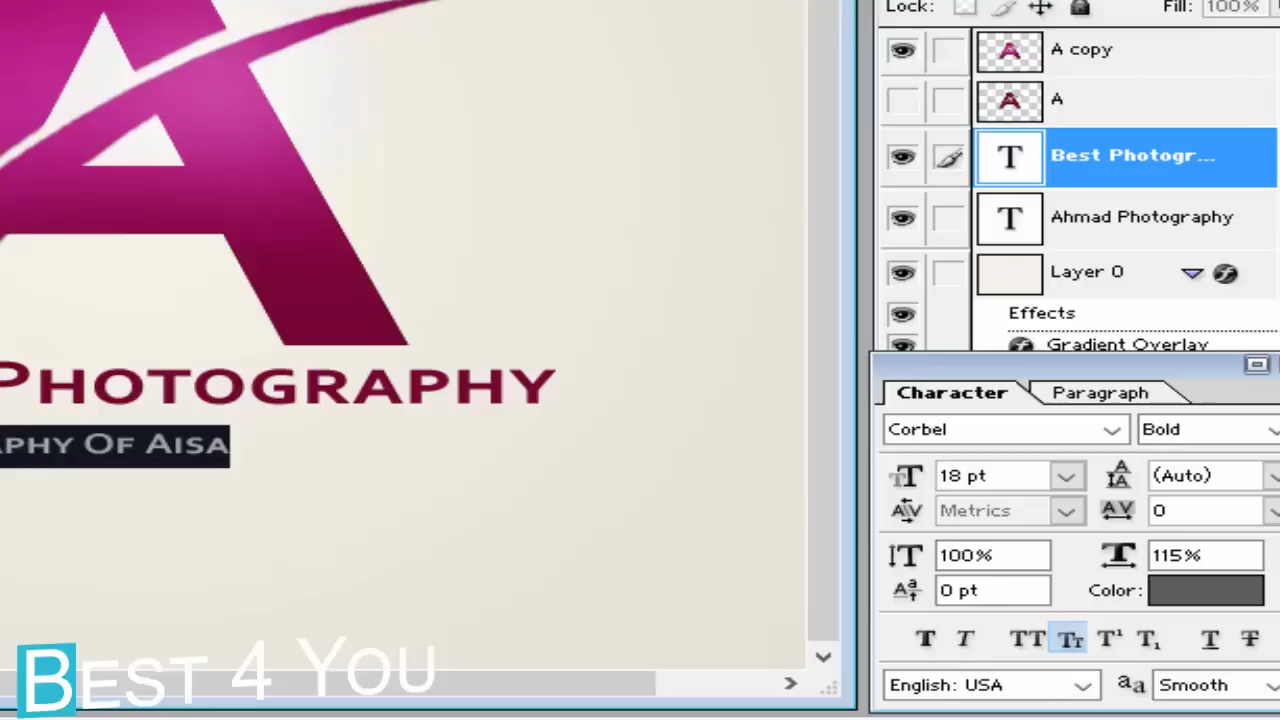 Lock:
Fill: 100%
A copy
A
Best Photogr...
Ahmad Photography
Layer 0
Effects
Gradient Overlay
A
PHOTOGRAPHY
APHY OF AISA
Character
Paragraph
Corbel
Bold
18 pt
(Auto)
Metrics
0
100%
115%
0 pt
Color:
English: USA
aa
Smooth
BEST 4 YOU